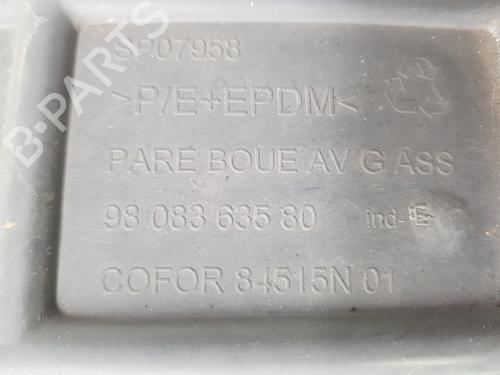 SP07958
>P/E+EPDM<
PARE BOUE AV G ASS
98 083 635 80 ind-E
COFOR 84515N 01
B-PARTS